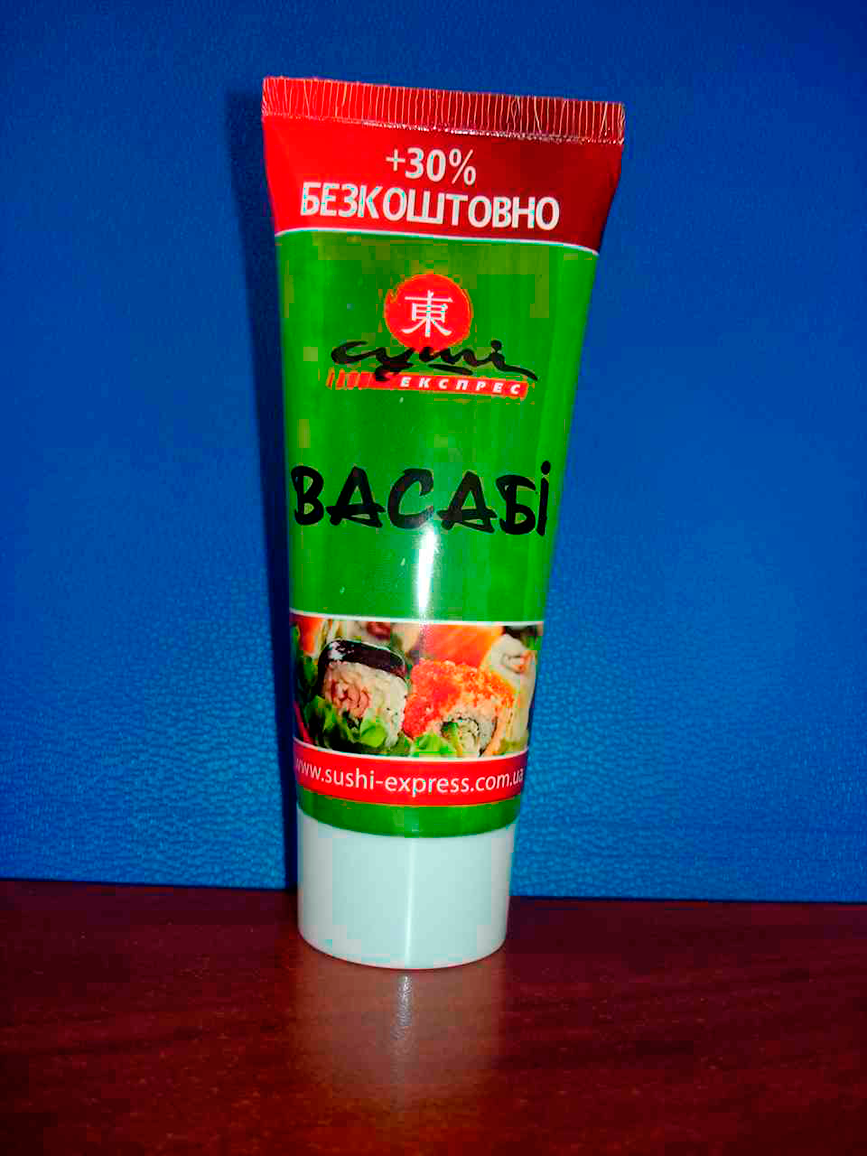 +30%
БЕЗКОШТОВНО
東
суші
ЕКСПРЕС
ВАСАБІ
www.sushi-express.com.ua